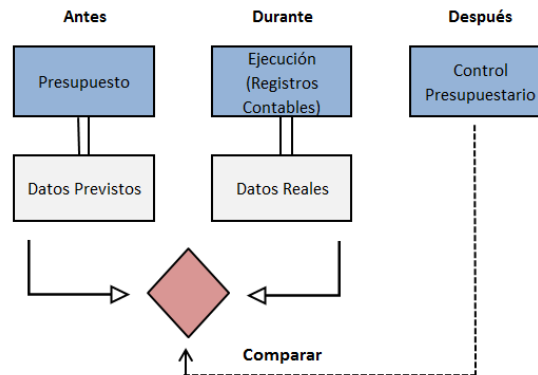 Antes
Durante
Después
Presupuesto
Ejecución
(Registros
Contables)
Control
Presupuestario
Datos Previstos
Datos Reales
Comparar